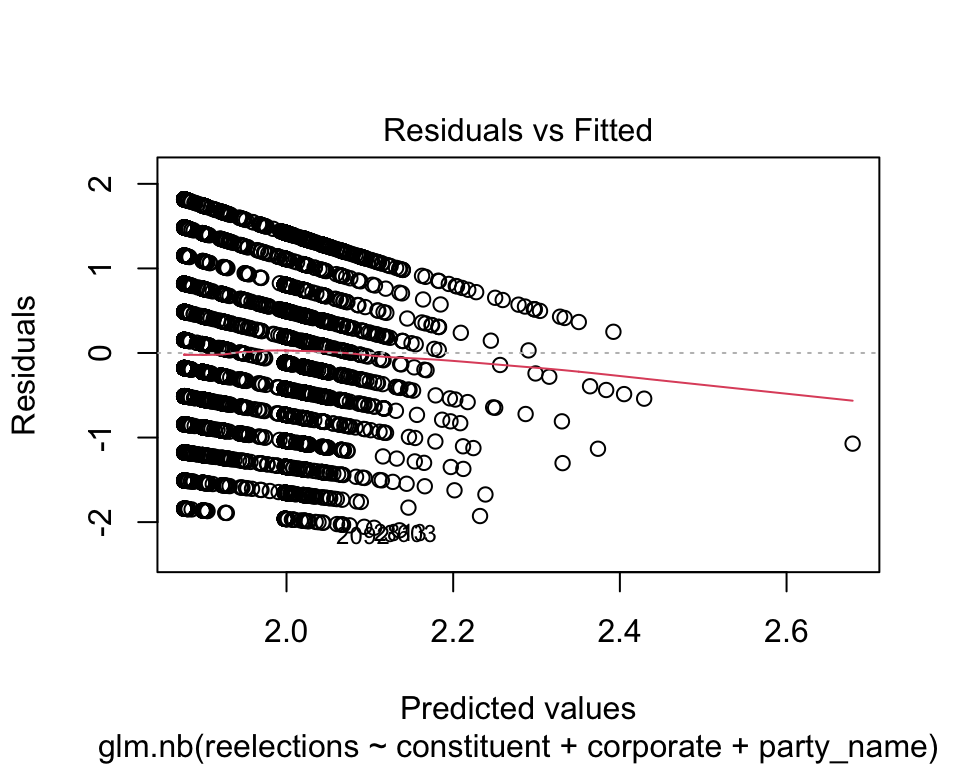 Residuals vs Fitted
Residuals
2
1
0
-1
-2
2.0 2.2 2.4 2.6
Predicted values
glm.nb(reelections ~ constituent + corporate + party_name)